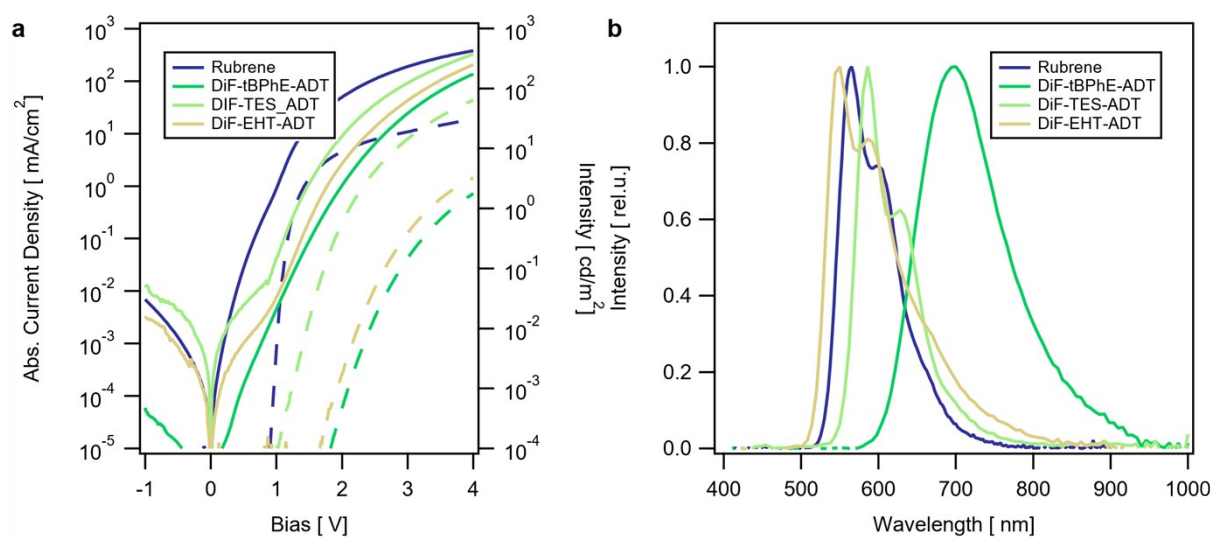 a
Abs. Current Density [ mA/cm²]
10³
10²
10¹
10⁰
10⁻¹
10⁻²
10⁻³
10⁻⁴
10⁻⁵
Rubrene
DiF-tBPhE-ADT
DIF-TES_ADT
DiF-EHT-ADT
10³
10²
10¹
10⁰
10⁻¹
10⁻²
10⁻³
10⁻⁴
Intensity [ cd/m²]
-1 0 1 2 3 4
Bias [ V]
b
Intensity [ rel.u.]
1.0
0.8
0.6
0.4
0.2
0.0
Rubrene
DiF-tBPhE-ADT
DiF-TES-ADT
DiF-EHT-ADT
400 500 600 700 800 900 1000
Wavelength [ nm]